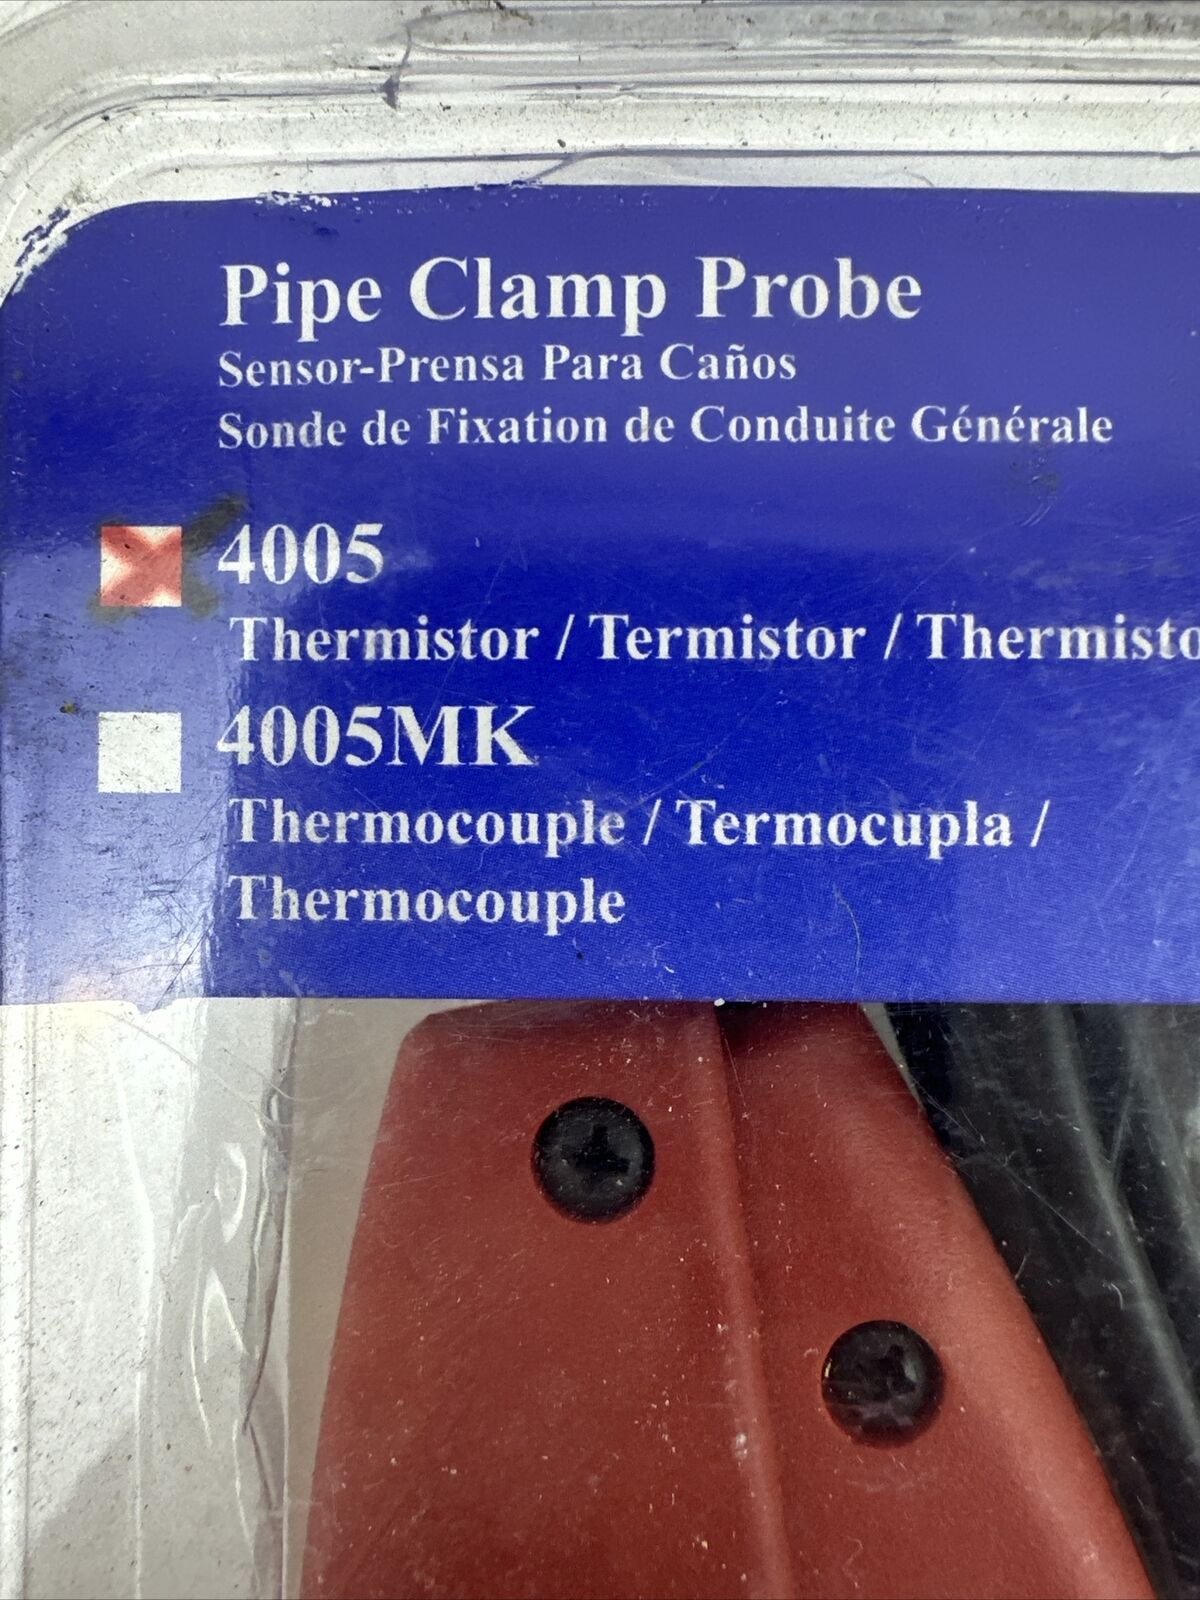 Pipe Clamp Probe
Sensor-Prensa Para Caños
Sonde de Fixation de Conduite Générale
4005
Thermistor / Termistor / Thermisto
4005MK
Thermocouple / Termocupla /
Thermocouple